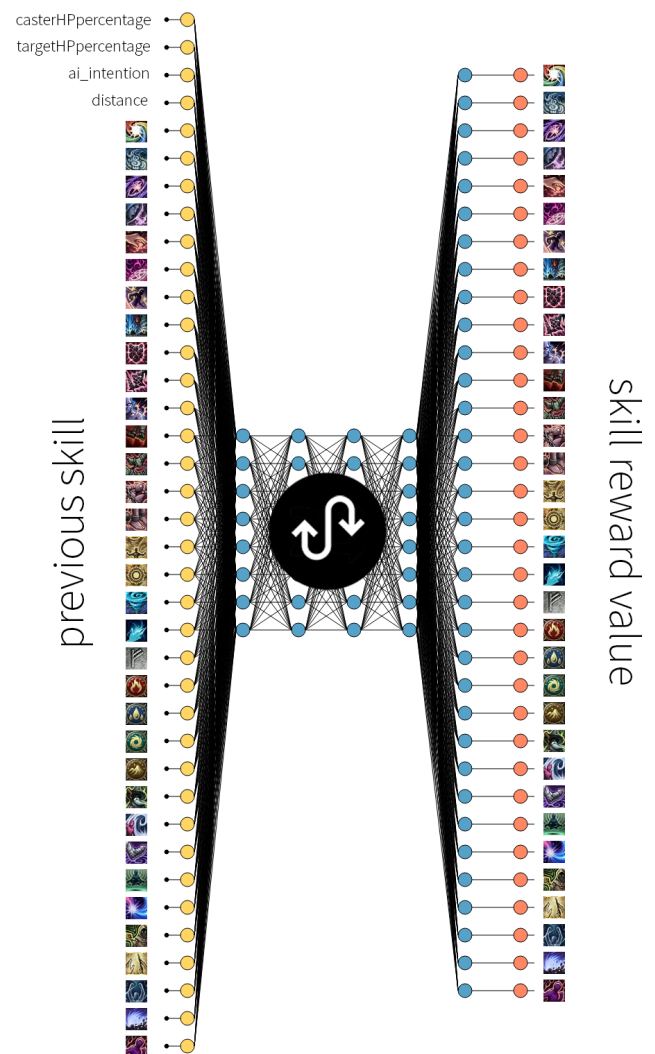 casterHPpercentage
targetHPpercentage
ai_intention
distance
previous skill
skill reward value